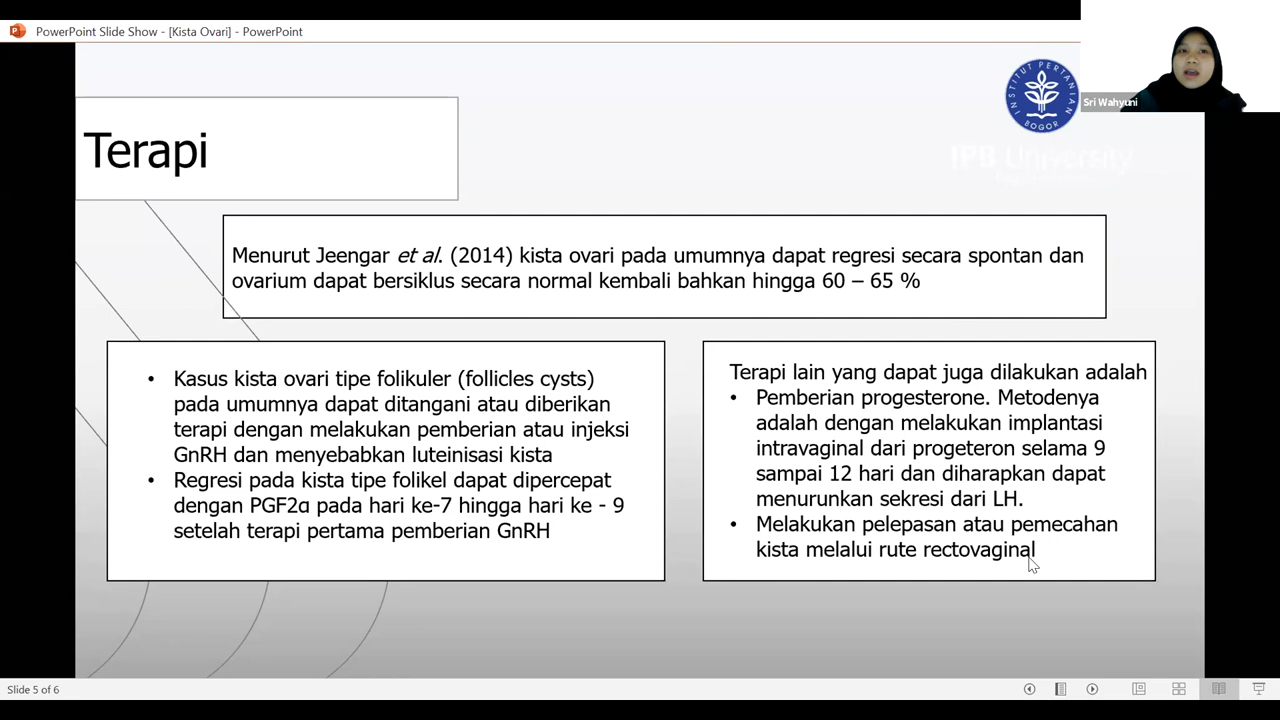 PowerPoint Slide Show - [Kista Ovari] - PowerPoint
INSTITUT PERTANIAN
BOGOR
Sri Wahyuni
IPB University
Terapi
Menurut Jeengar et al. (2014) kista ovari pada umumnya dapat regresi secara spontan dan
ovarium dapat bersiklus secara normal kembali bahkan hingga 60 – 65 %
• Kasus kista ovari tipe folikuler (follicles cysts)
pada umumnya dapat ditangani atau diberikan
terapi dengan melakukan pemberian atau injeksi
GnRH dan menyebabkan luteinisasi kista
• Regresi pada kista tipe folikel dapat dipercepat
dengan PGF2α pada hari ke-7 hingga hari ke - 9
setelah terapi pertama pemberian GnRH
Terapi lain yang dapat juga dilakukan adalah
• Pemberian progesterone. Metodenya
adalah dengan melakukan implantasi
intravaginal dari progeteron selama 9
sampai 12 hari dan diharapkan dapat
menurunkan sekresi dari LH.
• Melakukan pelepasan atau pemecahan
kista melalui rute rectovaginal
Slide 5 of 6